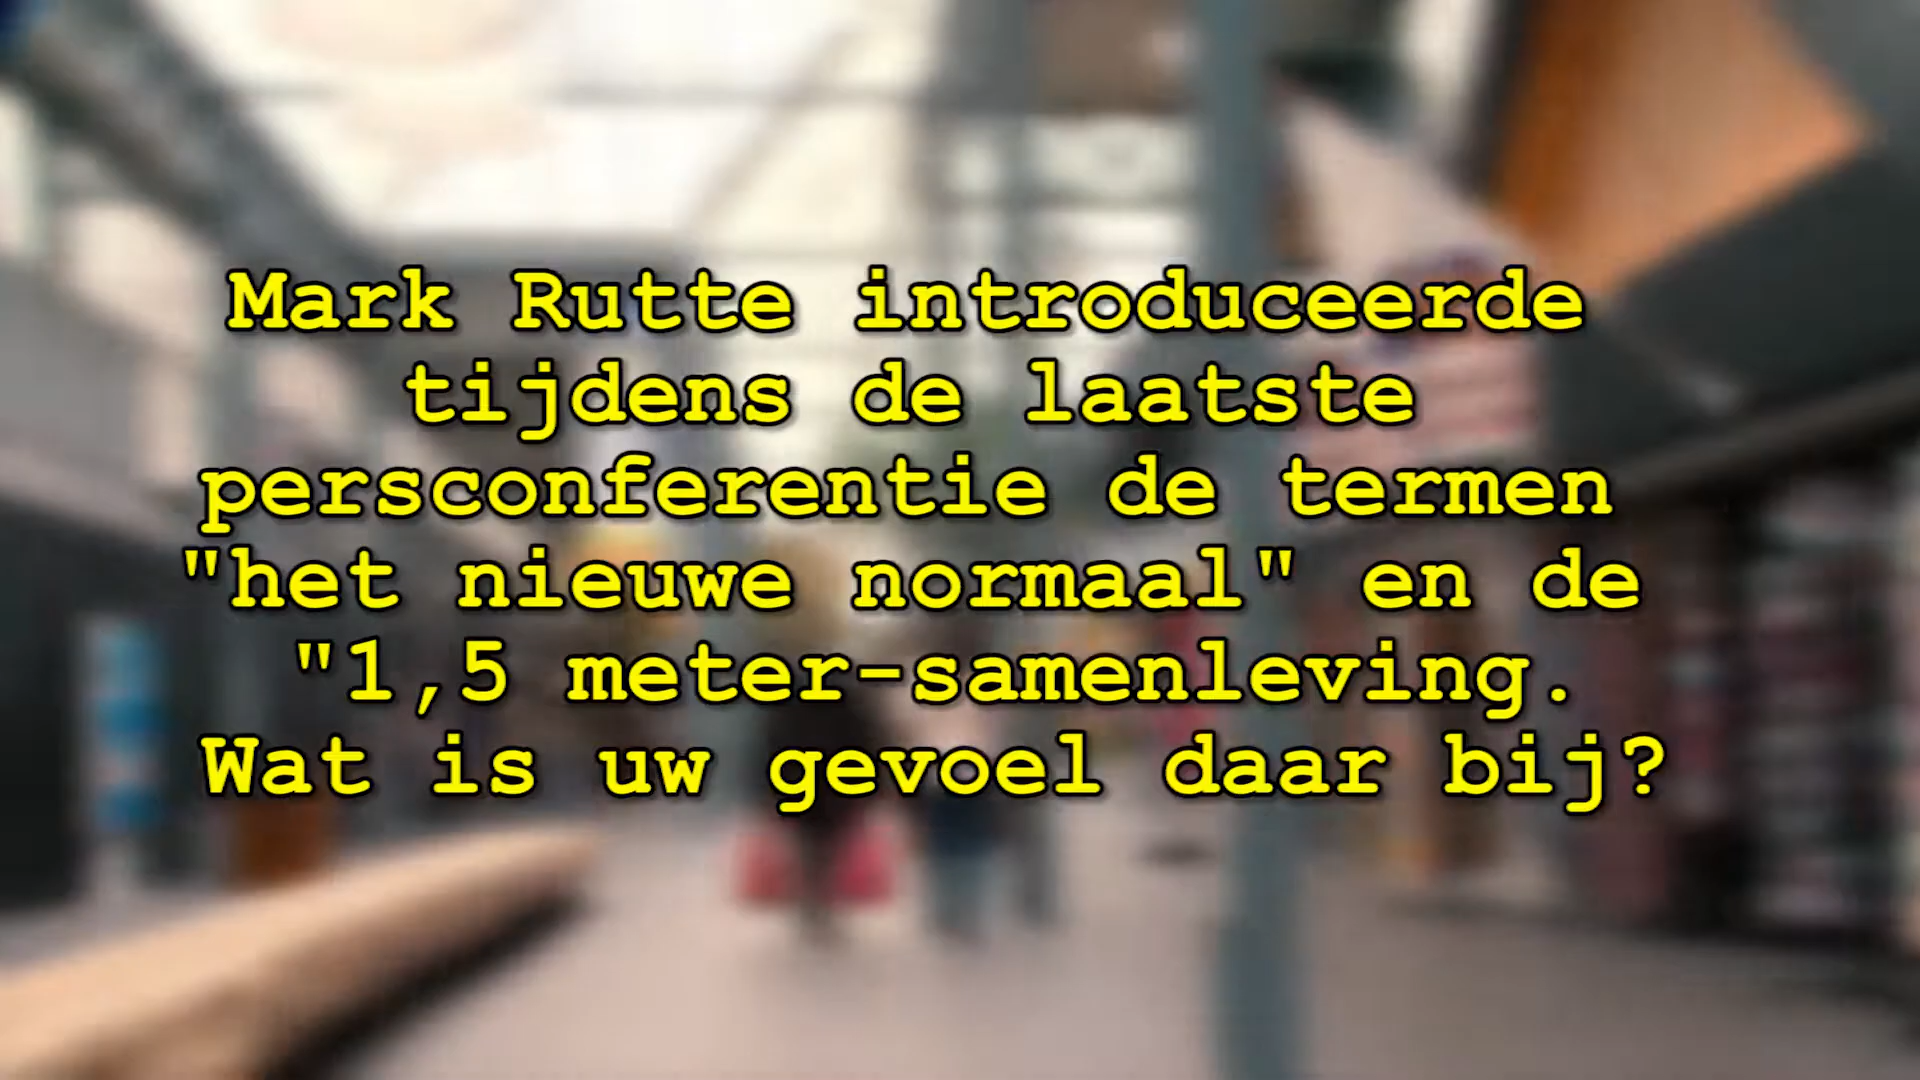 Mark Rutte introduceerde
tijdens de laatste
persconferentie de termen
"het nieuwe normaal" en de
"1,5 meter-samenleving.
Wat is uw gevoel daar bij?